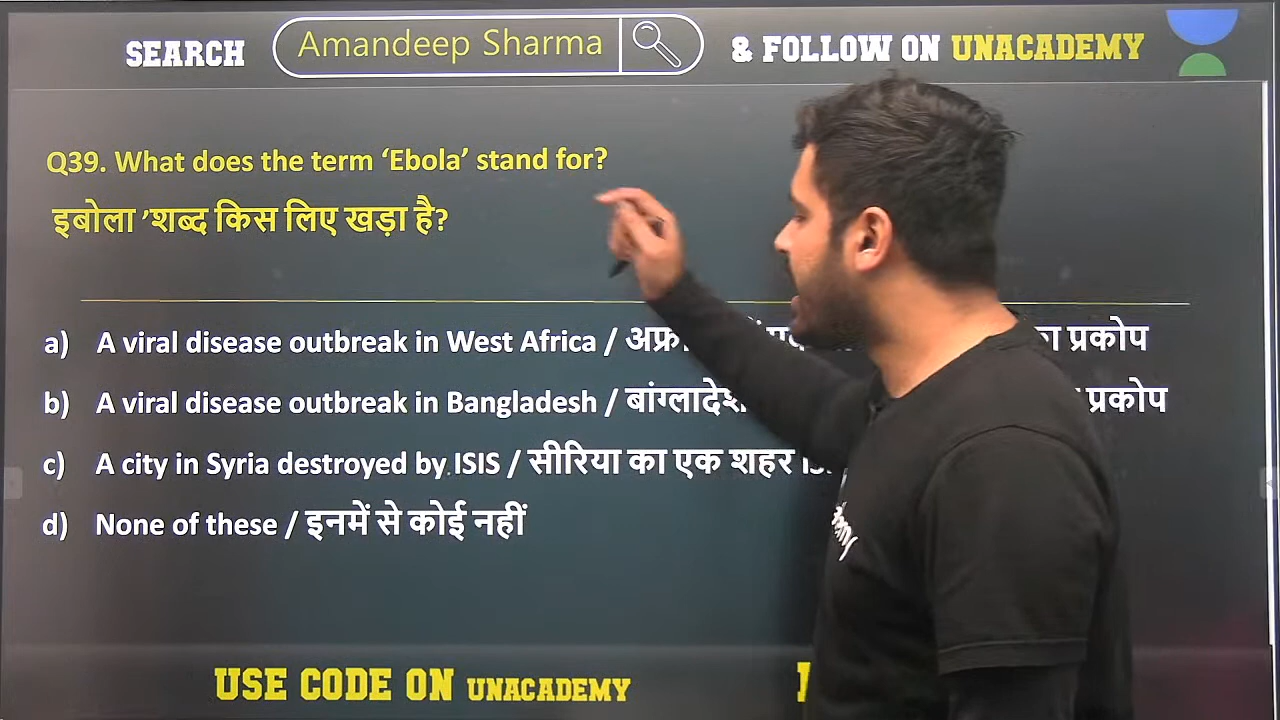 SEARCH Amandeep Sharma & FOLLOW ON UNACADEMY
Q39. What does the term ‘Ebola’ stand for?
इबोला ’शब्द किस लिए खड़ा है?
a) A viral disease outbreak in West Africa / का प्रकोप
b) A viral disease outbreak in Bangladesh / बांग्लादेश प्रकोप
c) A city in Syria destroyed by ISIS / सीरिया का एक शहर
d) None of these / इनमें से कोई नहीं
USE CODE ON UNACADEMY